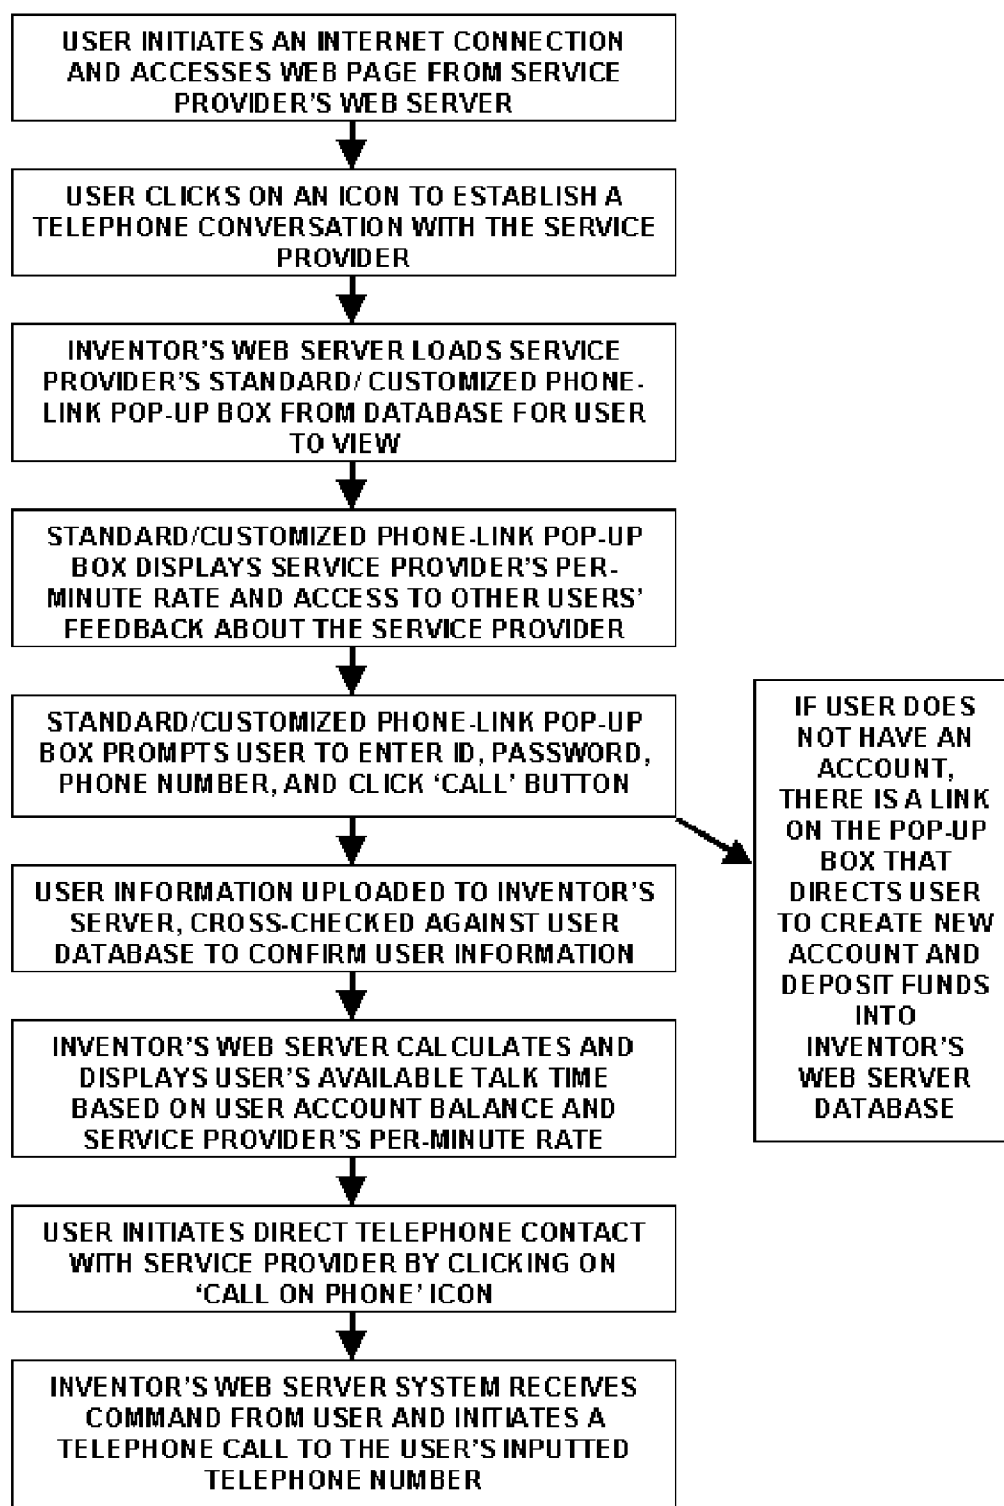 USER INITIATES AN INTERNET CONNECTION
AND ACCESSES WEB PAGE FROM SERVICE
PROVIDER'S WEB SERVER
USER CLICKS ON AN ICON TO ESTABLISH A
TELEPHONE CONVERSATION WITH THE SERVICE
PROVIDER
INVENTOR'S WEB SERVER LOADS SERVICE
PROVIDER'S STANDARD/ CUSTOMIZED PHONE-
LINK POP-UP BOX FROM DATABASE FOR USER
TO VIEW
STANDARD/CUSTOMIZED PHONE-LINK POP-UP
BOX DISPLAYS SERVICE PROVIDER'S PER-
MINUTE RATE AND ACCESS TO OTHER USERS'
FEEDBACK ABOUT THE SERVICE PROVIDER
STANDARD/CUSTOMIZED PHONE-LINK POP-UP
BOX PROMPTS USER TO ENTER ID, PASSWORD,
PHONE NUMBER, AND CLICK ‘CALL’ BUTTON
IF USER DOES
NOT HAVE AN
ACCOUNT,
THERE IS A LINK
ON THE POP-UP
BOX THAT
DIRECTS USER
TO CREATE NEW
ACCOUNT AND
DEPOSIT FUNDS
INTO
INVENTOR'S
WEB SERVER
DATABASE
USER INFORMATION UPLOADED TO INVENTOR'S
SERVER, CROSS-CHECKED AGAINST USER
DATABASE TO CONFIRM USER INFORMATION
INVENTOR'S WEB SERVER CALCULATES AND
DISPLAYS USER'S AVAILABLE TALK TIME
BASED ON USER ACCOUNT BALANCE AND
SERVICE PROVIDER'S PER-MINUTE RATE
USER INITIATES DIRECT TELEPHONE CONTACT
WITH SERVICE PROVIDER BY CLICKING ON
‘CALL ON PHONE’ ICON
INVENTOR'S WEB SERVER SYSTEM RECEIVES
COMMAND FROM USER AND INITIATES A
TELEPHONE CALL TO THE USER'S INPUTTED
TELEPHONE NUMBER